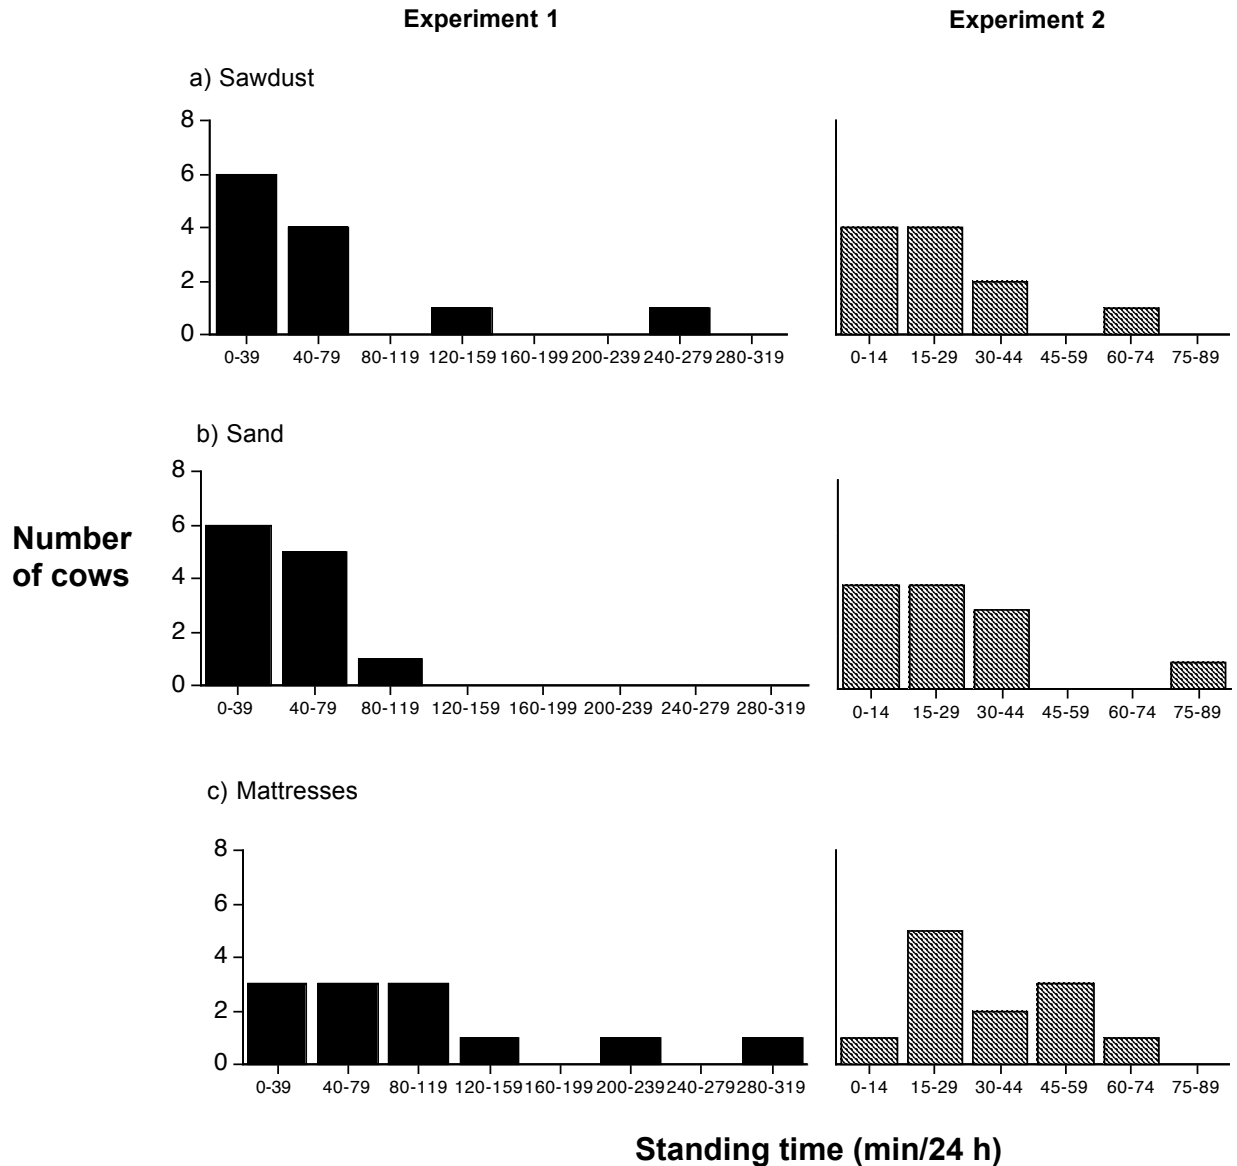 Experiment 1 Experiment 2
a) Sawdust
8
6
4
2
0
0-39 40-79 80-119 120-159 160-199 200-239 240-279 280-319
0-14 15-29 30-44 45-59 60-74 75-89
b) Sand
8
6
4
2
0
0-39 40-79 80-119 120-159 160-199 200-239 240-279 280-319
0-14 15-29 30-44 45-59 60-74 75-89
Number
of cows
c) Mattresses
8
6
4
2
0
0-39 40-79 80-119 120-159 160-199 200-239 240-279 280-319
0-14 15-29 30-44 45-59 60-74 75-89
Standing time (min/24 h)